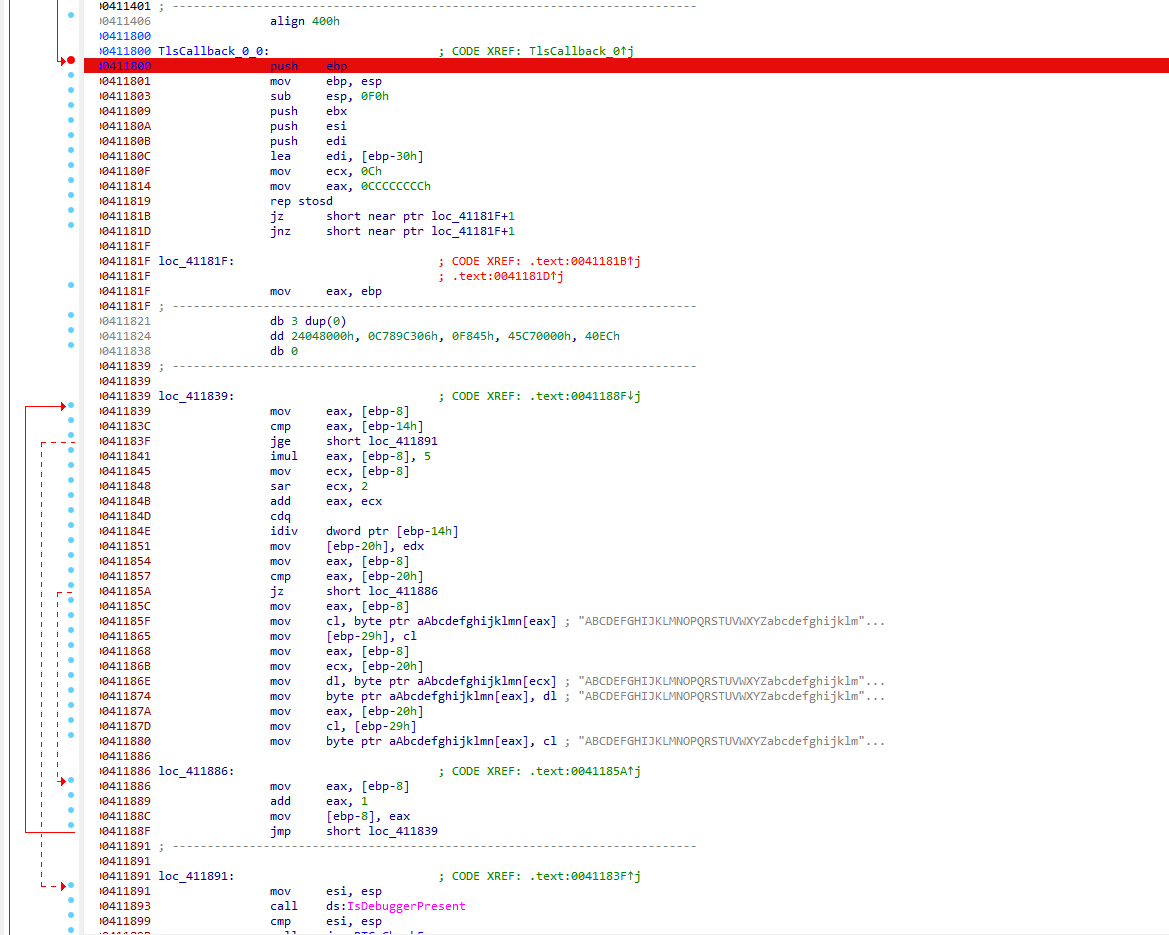 00411401 ; ---------------------------------------------------------------------------
00411406 align 400h
00411800
00411800 TlsCallback_0_0: ; CODE XREF: TlsCallback_0↑j
00411800 push ebp
00411801 mov ebp, esp
00411803 sub esp, 0F0h
00411809 push ebx
0041180A push esi
0041180B push edi
0041180C lea edi, [ebp-30h]
0041180F mov ecx, 0Ch
00411814 mov eax, 0CCCCCCCCh
00411819 rep stosd
0041181B jz short near ptr loc_41181F+1
0041181D jnz short near ptr loc_41181F+1
0041181F
0041181F loc_41181F: ; CODE XREF: .text:0041181B↑j
0041181F ; .text:0041181D↑j
0041181F mov eax, ebp
0041181F ; ---------------------------------------------------------------------------
00411821 db 3 dup(0)
00411824 dd 24048000h, 0C789C306h, 0F845h, 45C70000h, 40ECh
00411838 db 0
00411839 ; ---------------------------------------------------------------------------
00411839
00411839 loc_411839: ; CODE XREF: .text:0041188F↓j
00411839 mov eax, [ebp-8]
0041183C cmp eax, [ebp-14h]
0041183F jge short loc_411891
00411841 imul eax, [ebp-8], 5
00411845 mov ecx, [ebp-8]
00411848 sar ecx, 2
0041184B add eax, ecx
0041184D cdq
0041184E idiv dword ptr [ebp-14h]
00411851 mov [ebp-20h], edx
00411854 mov eax, [ebp-8]
00411857 cmp eax, [ebp-20h]
0041185A jz short loc_411886
0041185C mov eax, [ebp-8]
0041185F mov cl, byte ptr aAbcdefghijklmn[eax] ; "ABCDEFGHIJKLMNOPQRSTUVWXYZabcdefghijklm"...
00411865 mov [ebp-29h], cl
00411868 mov eax, [ebp-8]
0041186B mov ecx, [ebp-20h]
0041186E mov dl, byte ptr aAbcdefghijklmn[ecx] ; "ABCDEFGHIJKLMNOPQRSTUVWXYZabcdefghijklm"...
00411874 mov byte ptr aAbcdefghijklmn[eax], dl ; "ABCDEFGHIJKLMNOPQRSTUVWXYZabcdefghijklm"...
0041187A mov eax, [ebp-20h]
0041187D mov cl, [ebp-29h]
00411880 mov byte ptr aAbcdefghijklmn[eax], cl ; "ABCDEFGHIJKLMNOPQRSTUVWXYZabcdefghijklm"...
00411886
00411886 loc_411886: ; CODE XREF: .text:0041185A↑j
00411886 mov eax, [ebp-8]
00411889 add eax, 1
0041188C mov [ebp-8], eax
0041188F jmp short loc_411839
00411891 ; ---------------------------------------------------------------------------
00411891
00411891 loc_411891: ; CODE XREF: .text:0041183F↑j
00411891 mov esi, esp
00411893 call ds:IsDebuggerPresent
00411899 cmp esi, esp